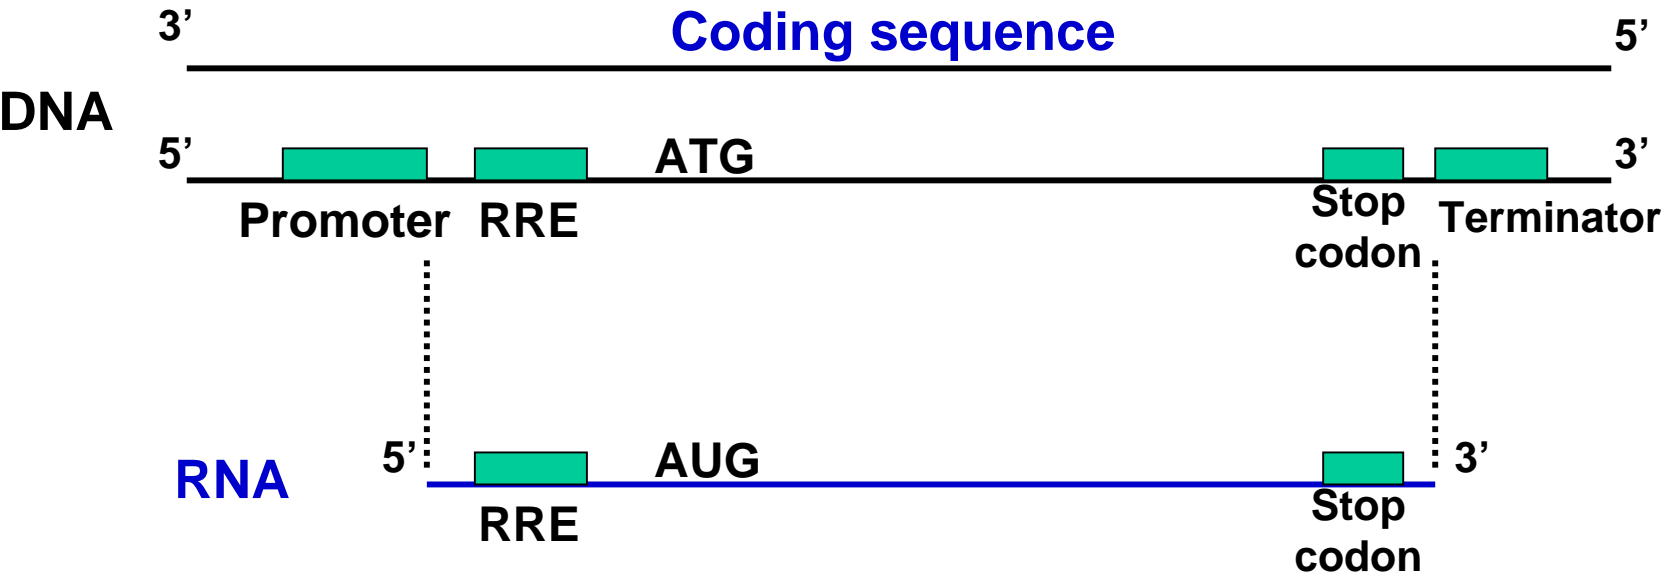 3’ Coding sequence 5’
DNA
5’ ATG 3’
Promoter RRE Stop codon Terminator
5’ AUG 3’
RNA
RRE Stop codon